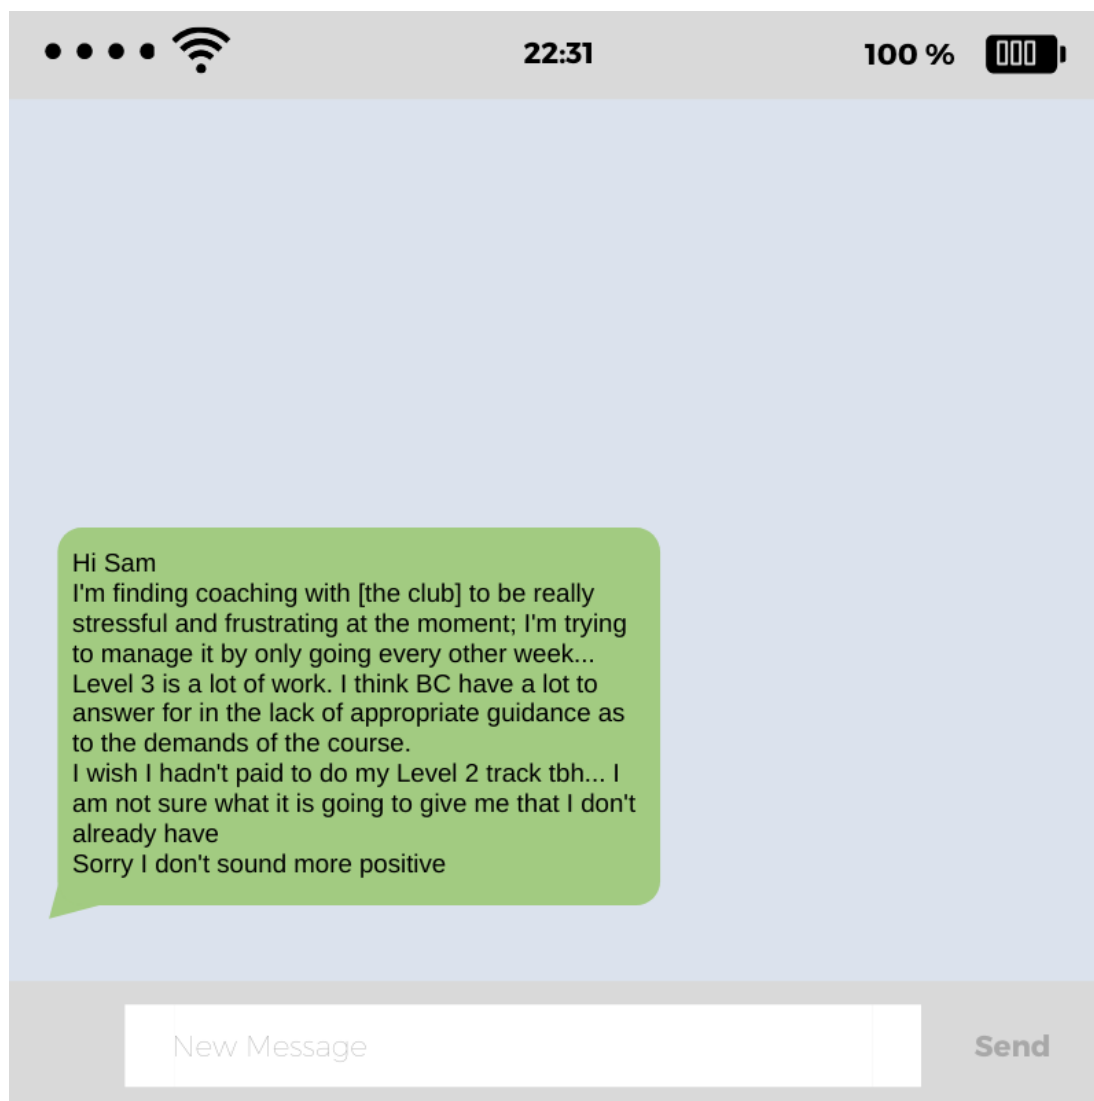 22:31
100 %
Hi Sam
I'm finding coaching with [the club] to be really
stressful and frustrating at the moment; I'm trying
to manage it by only going every other week...
Level 3 is a lot of work. I think BC have a lot to
answer for in the lack of appropriate guidance as
to the demands of the course.
I wish I hadn't paid to do my Level 2 track tbh... I
am not sure what it is going to give me that I don't
already have
Sorry I don't sound more positive
New Message
Send